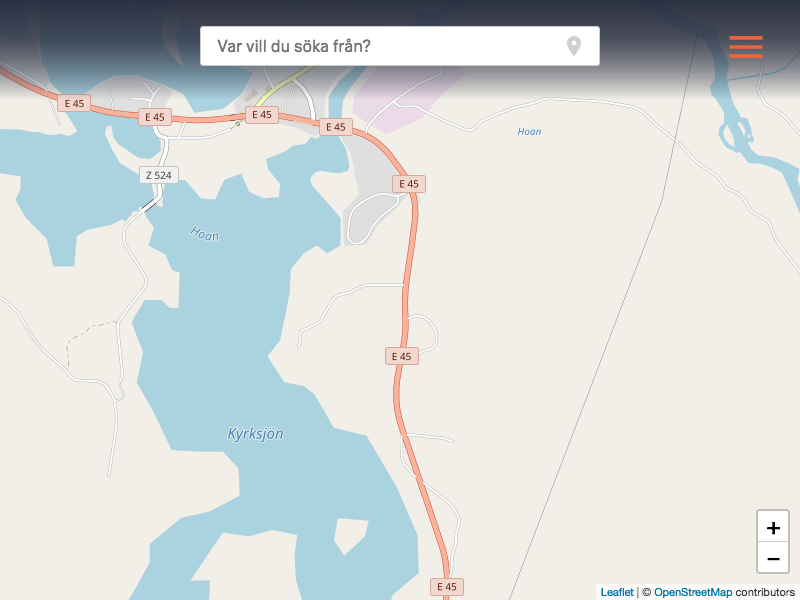 Var vill du söka från?
E 45
E 45
E 45
E 45
Hoan
Z 524
E 45
Hoan
E 45
Kyrksjön
+
−
E 45
Leaflet | © OpenStreetMap contributors